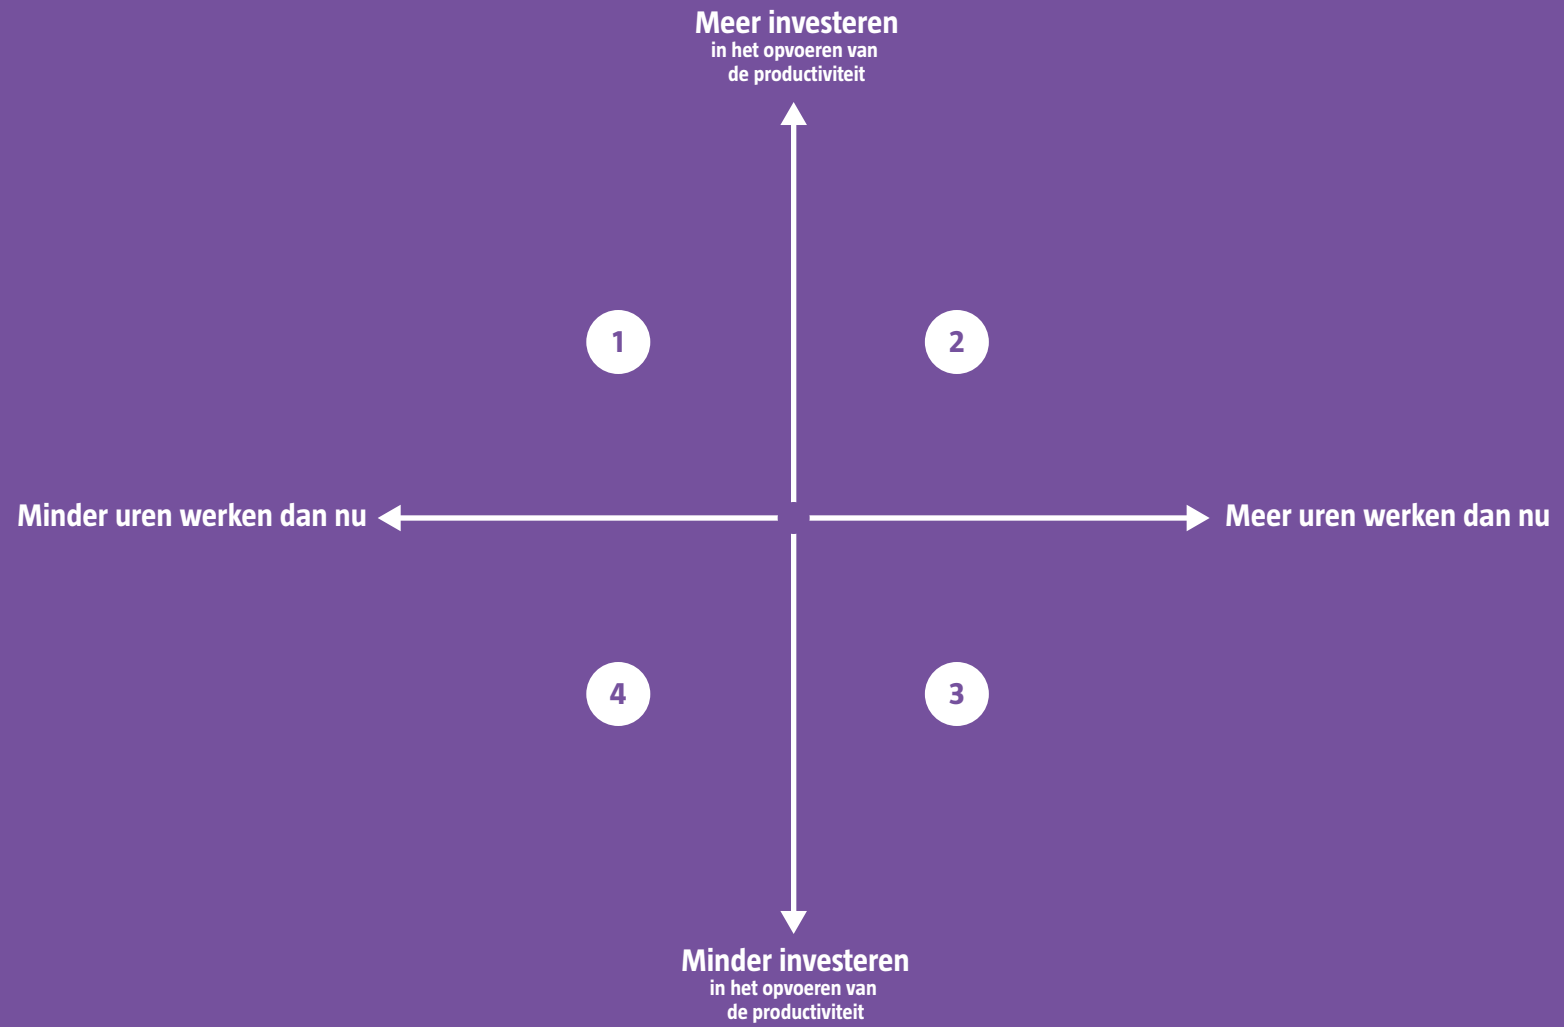 Meer investeren
in het opvoeren van
de productiviteit
1
2
Minder uren werken dan nu
Meer uren werken dan nu
4
3
Minder investeren
in het opvoeren van
de productiviteit